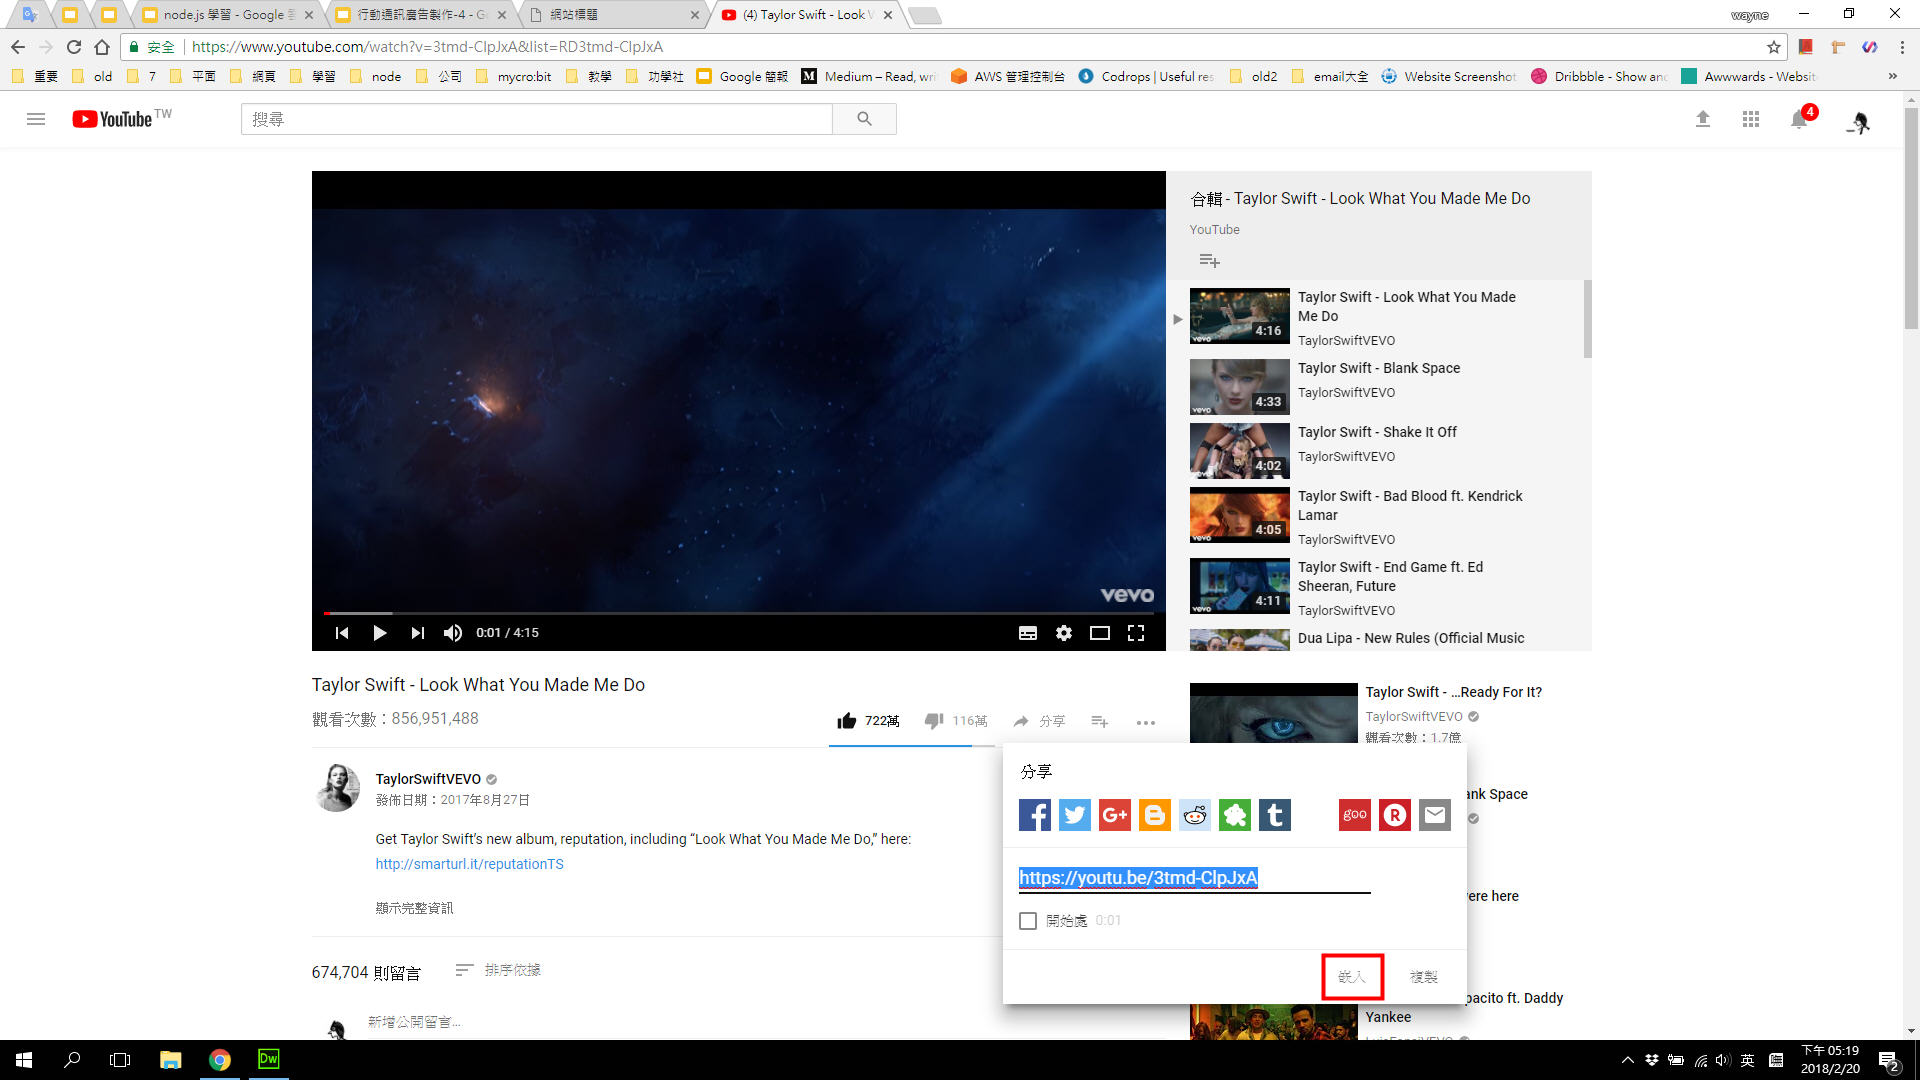 node.js 學習 - Google
行動通訊廣告製作-4 - G
網站標題
(4) Taylor Swift - Look
wayne
安全
https://www.youtube.com/watch?v=3tmd-ClpJxA&list=RD3tmd-ClpJxA
重要 old 7 平面 網頁 學習 node 公司 mycro:bit 教學 功學社 Google 簡報 Medium – Read, wri AWS 管理控制台 Codrops | Useful res old2 email大全 Website Screenshot Dribbble - Show and Awwwards - Websit
YouTube TW
搜尋
4
合輯 - Taylor Swift - Look What You Made Me Do
YouTube
Taylor Swift - Look What You Made
Me Do
TaylorSwiftVEVO
4:16
vevo
Taylor Swift - Blank Space
TaylorSwiftVEVO
4:33
vevo
Taylor Swift - Shake It Off
TaylorSwiftVEVO
4:02
vevo
Taylor Swift - Bad Blood ft. Kendrick
Lamar
TaylorSwiftVEVO
4:05
vevo
Taylor Swift - End Game ft. Ed
Sheeran, Future
TaylorSwiftVEVO
4:11
vevo
Dua Lipa - New Rules (Official Music
vevo
0:01 / 4:15
Taylor Swift - Look What You Made Me Do
觀看次數：856,951,488
722萬 116萬 分享
TaylorSwiftVEVO
發佈日期：2017年8月27日
Get Taylor Swift’s new album, reputation, including “Look What You Made Me Do,” here:
http://smarturl.it/reputationTS
顯示完整資訊
674,704 則留言
排序依據
新增公開留言...
分享
G+
t
goo
R
https://youtu.be/3tmd-ClpJxA
開始處 0:01
嵌入 複製
Taylor Swift - ...Ready For It?
TaylorSwiftVEVO
觀看次數：1.7億
ank Space
ere here
pacito ft. Daddy
Yankee
Dw
英
下午 05:19
2018/2/20
2